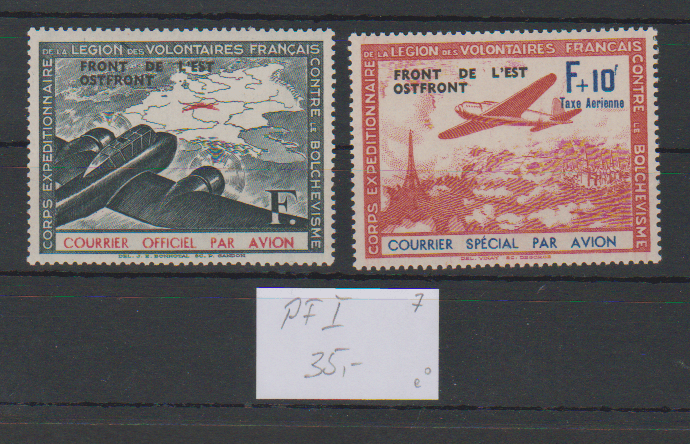 DE LA LEGION DES VOLONTAIRES FRANÇAIS
CORPS EXPEDITIONNAIRE
CONTRE LE BOLCHEVISME
FRONT DE L'EST
OSTFRONT
F.
COURRIER OFFICIEL PAR AVION
DE LA LEGION DES VOLONTAIRES FRANÇAIS
CORPS EXPEDITIONNAIRE
CONTRE LE BOLCHEVISME
FRONT DE L'EST
OSTFRONT
F+10f
Taxe Aerienne
COURRIER SPÉCIAL PAR AVION
PF I 7
35,-